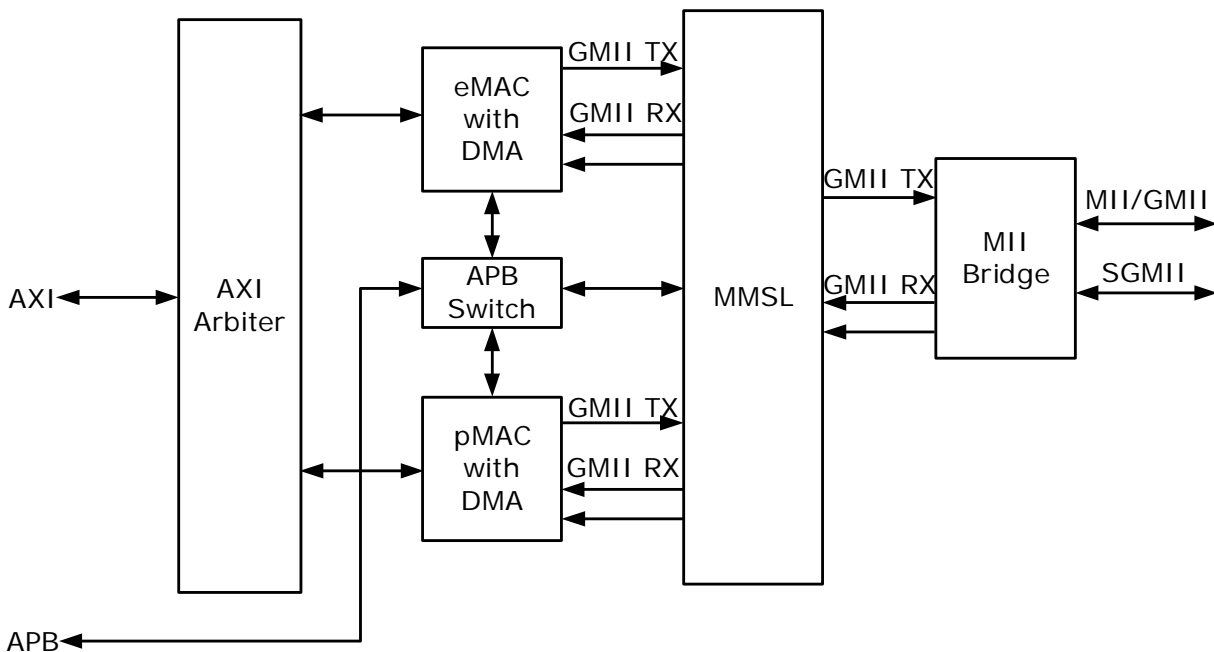 GMII TX
eMAC
with
DMA
GMII RX
GMII TX
MII/GMII
MII
Bridge
APB
Switch
AXI
AXI
Arbiter
MMSL
GMII RX
SGMII
GMII TX
pMAC
with
DMA
GMII RX
APB